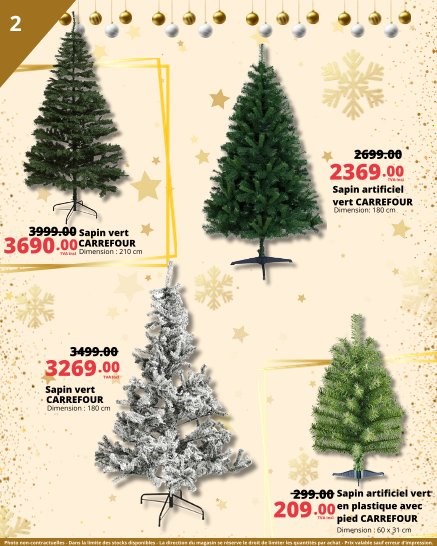 2
3999.00 Sapin vert
3690.00 CARREFOUR
TVA incl Dimension : 210 cm
2699.00
2369.00
TVA incl
Sapin artificiel
vert CARREFOUR
Dimension: 180 cm
3499.00
3269.00
TVA incl
Sapin vert
CARREFOUR
Dimension : 180 cm
299.00 Sapin artificiel vert
209.00 en plastique avec
TVA incl pied CARREFOUR
Dimension : 60 x 31 cm
Photo non contractuelles - Dans la limite des stocks disponibles - La direction du magasin se réserve le droit de limiter les quantités par achat - Prix valable sauf erreur d'impression.